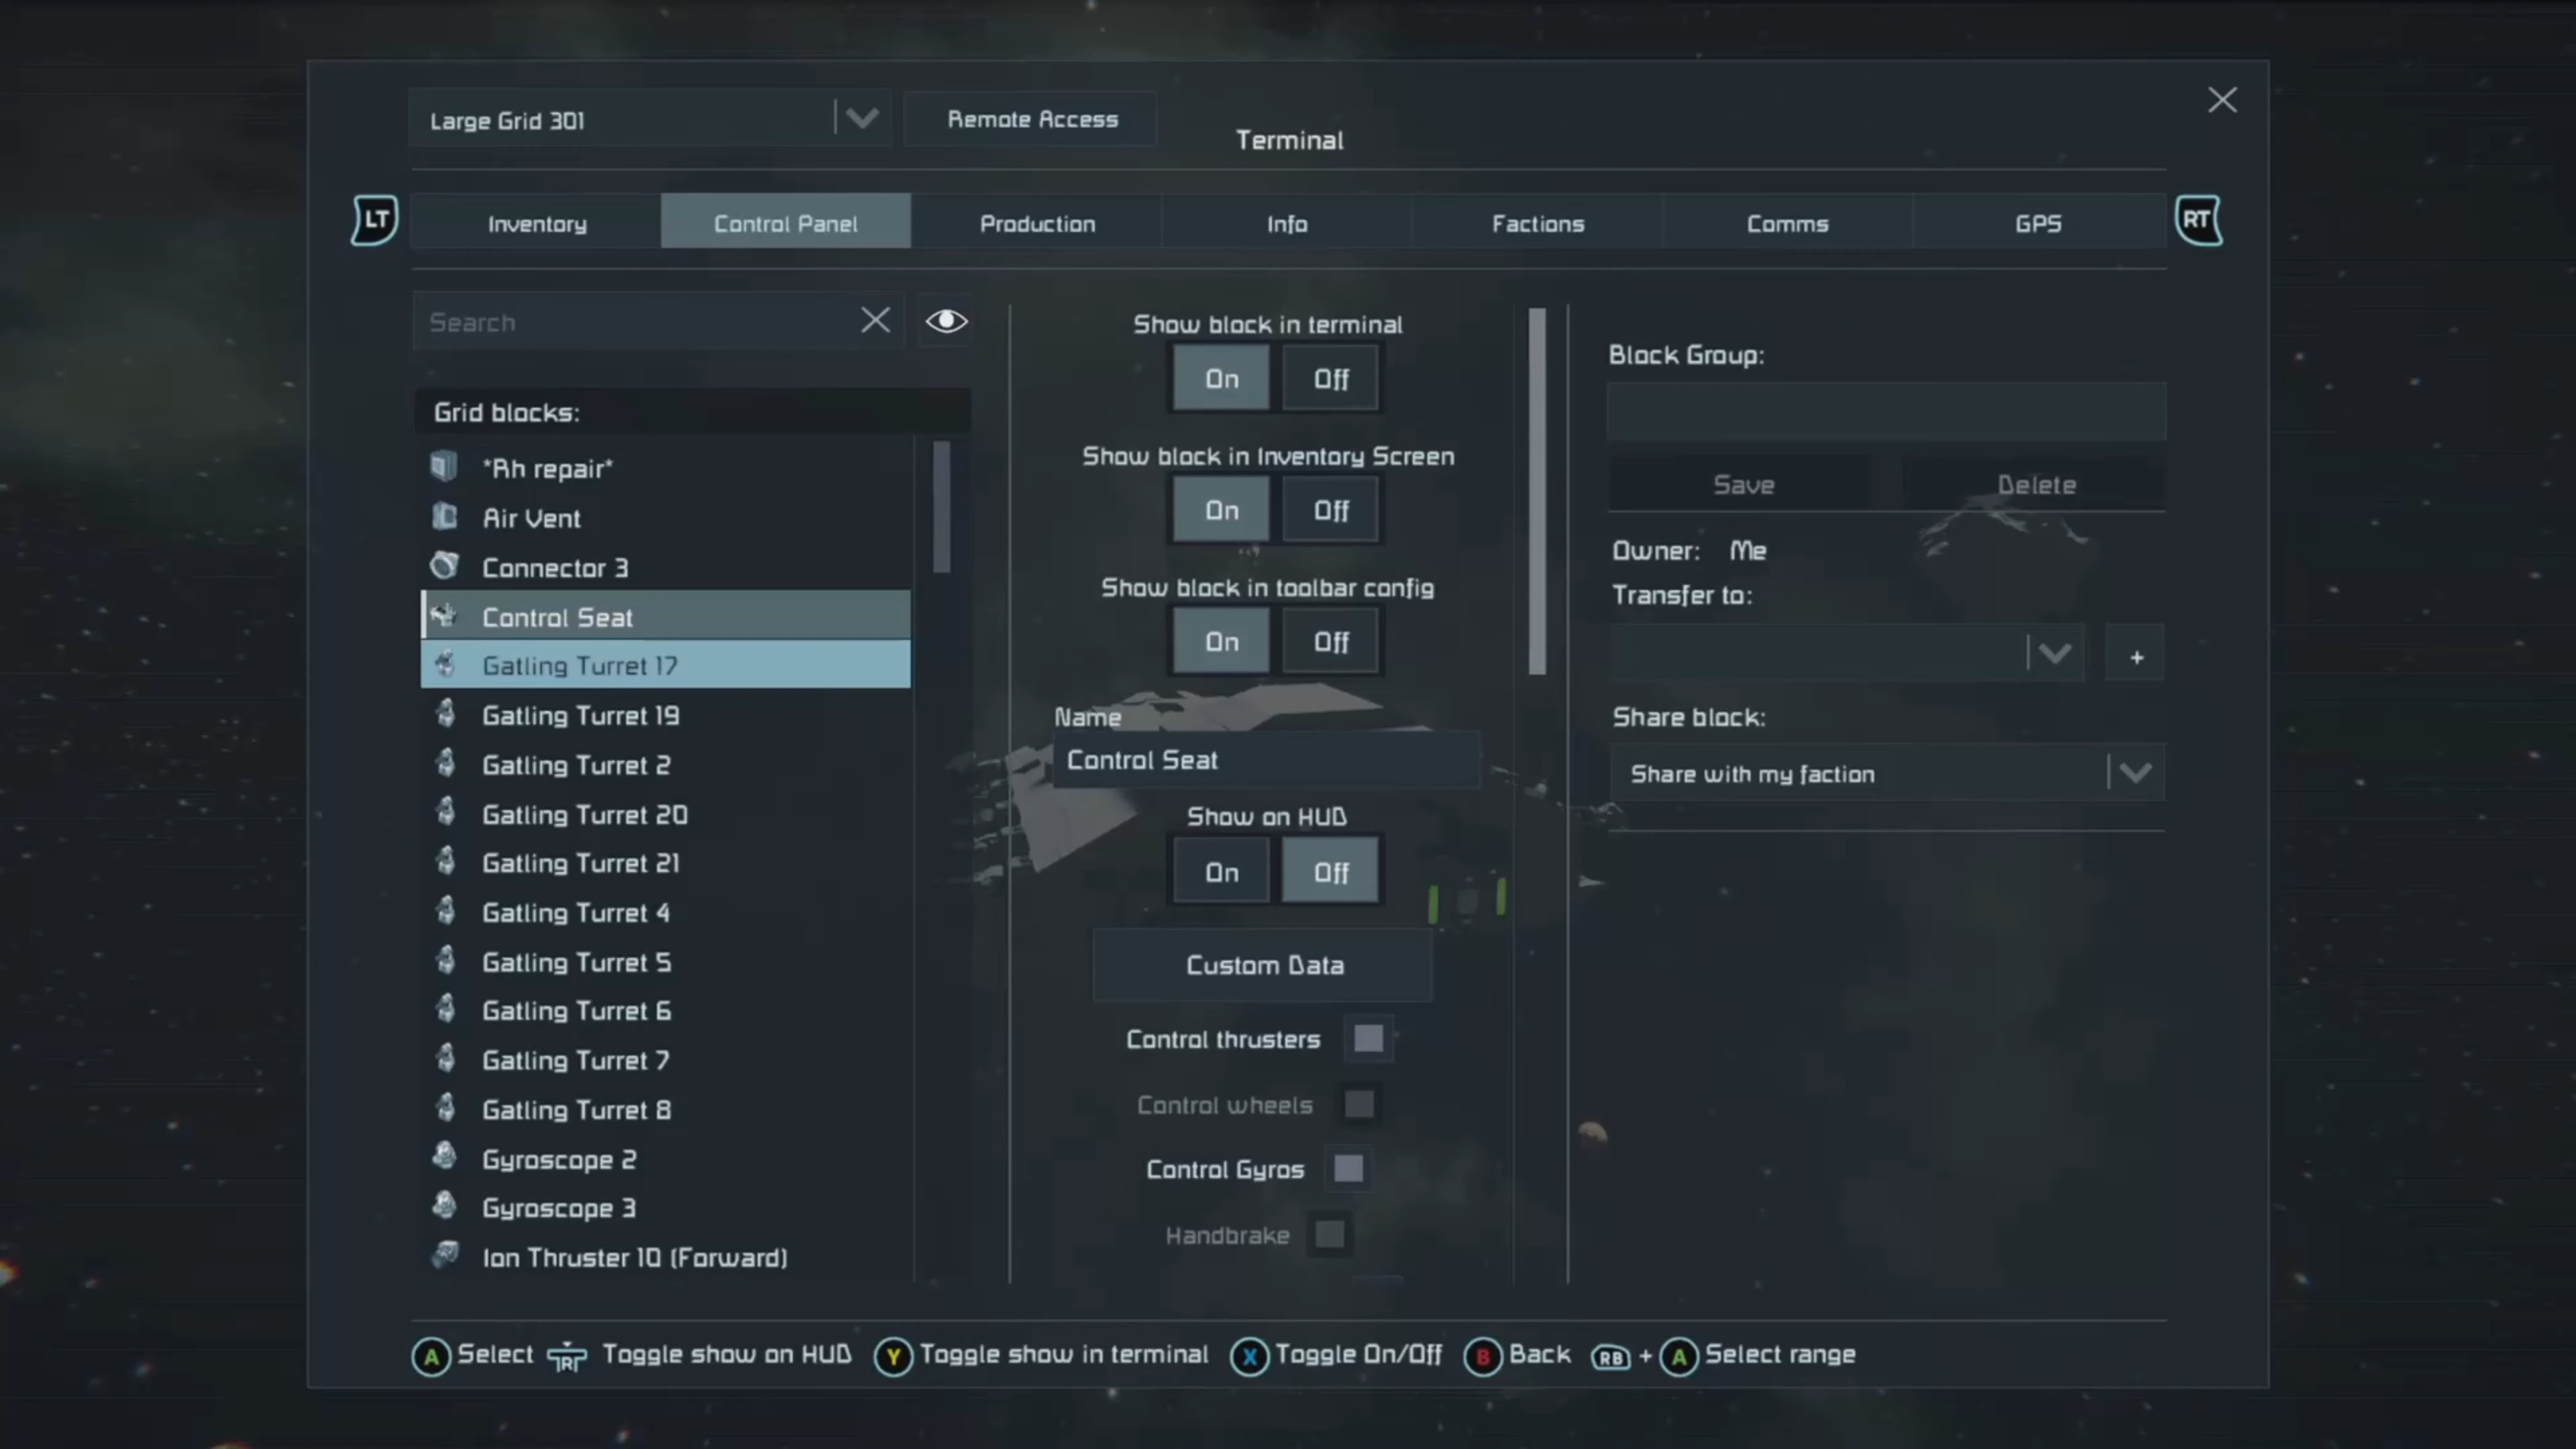 Large Grid 301
Remote Access
Terminal
LT
Inventory
Control Panel
Production
Info
Factions
Comms
GPS
RT
Search
Grid blocks:
*Rh repair*
Air Vent
Connector 3
Control Seat
Gatling Turret 17
Gatling Turret 19
Gatling Turret 2
Gatling Turret 20
Gatling Turret 21
Gatling Turret 4
Gatling Turret 5
Gatling Turret 6
Gatling Turret 7
Gatling Turret 8
Gyroscope 2
Gyroscope 3
Ion Thruster 10 (Forward)
Show block in terminal
On Off
Show block in Inventory Screen
On Off
Show block in toolbar config
On Off
Name
Control Seat
Show on HUD
On Off
Custom Data
Control thrusters
Control wheels
Control Gyros
Handbrake
Block Group:
Save Delete
Owner: Me
Transfer to:
+
Share block:
Share with my faction
A Select R Toggle show on HUD Y Toggle show in terminal X Toggle On/Off B Back RB + A Select range